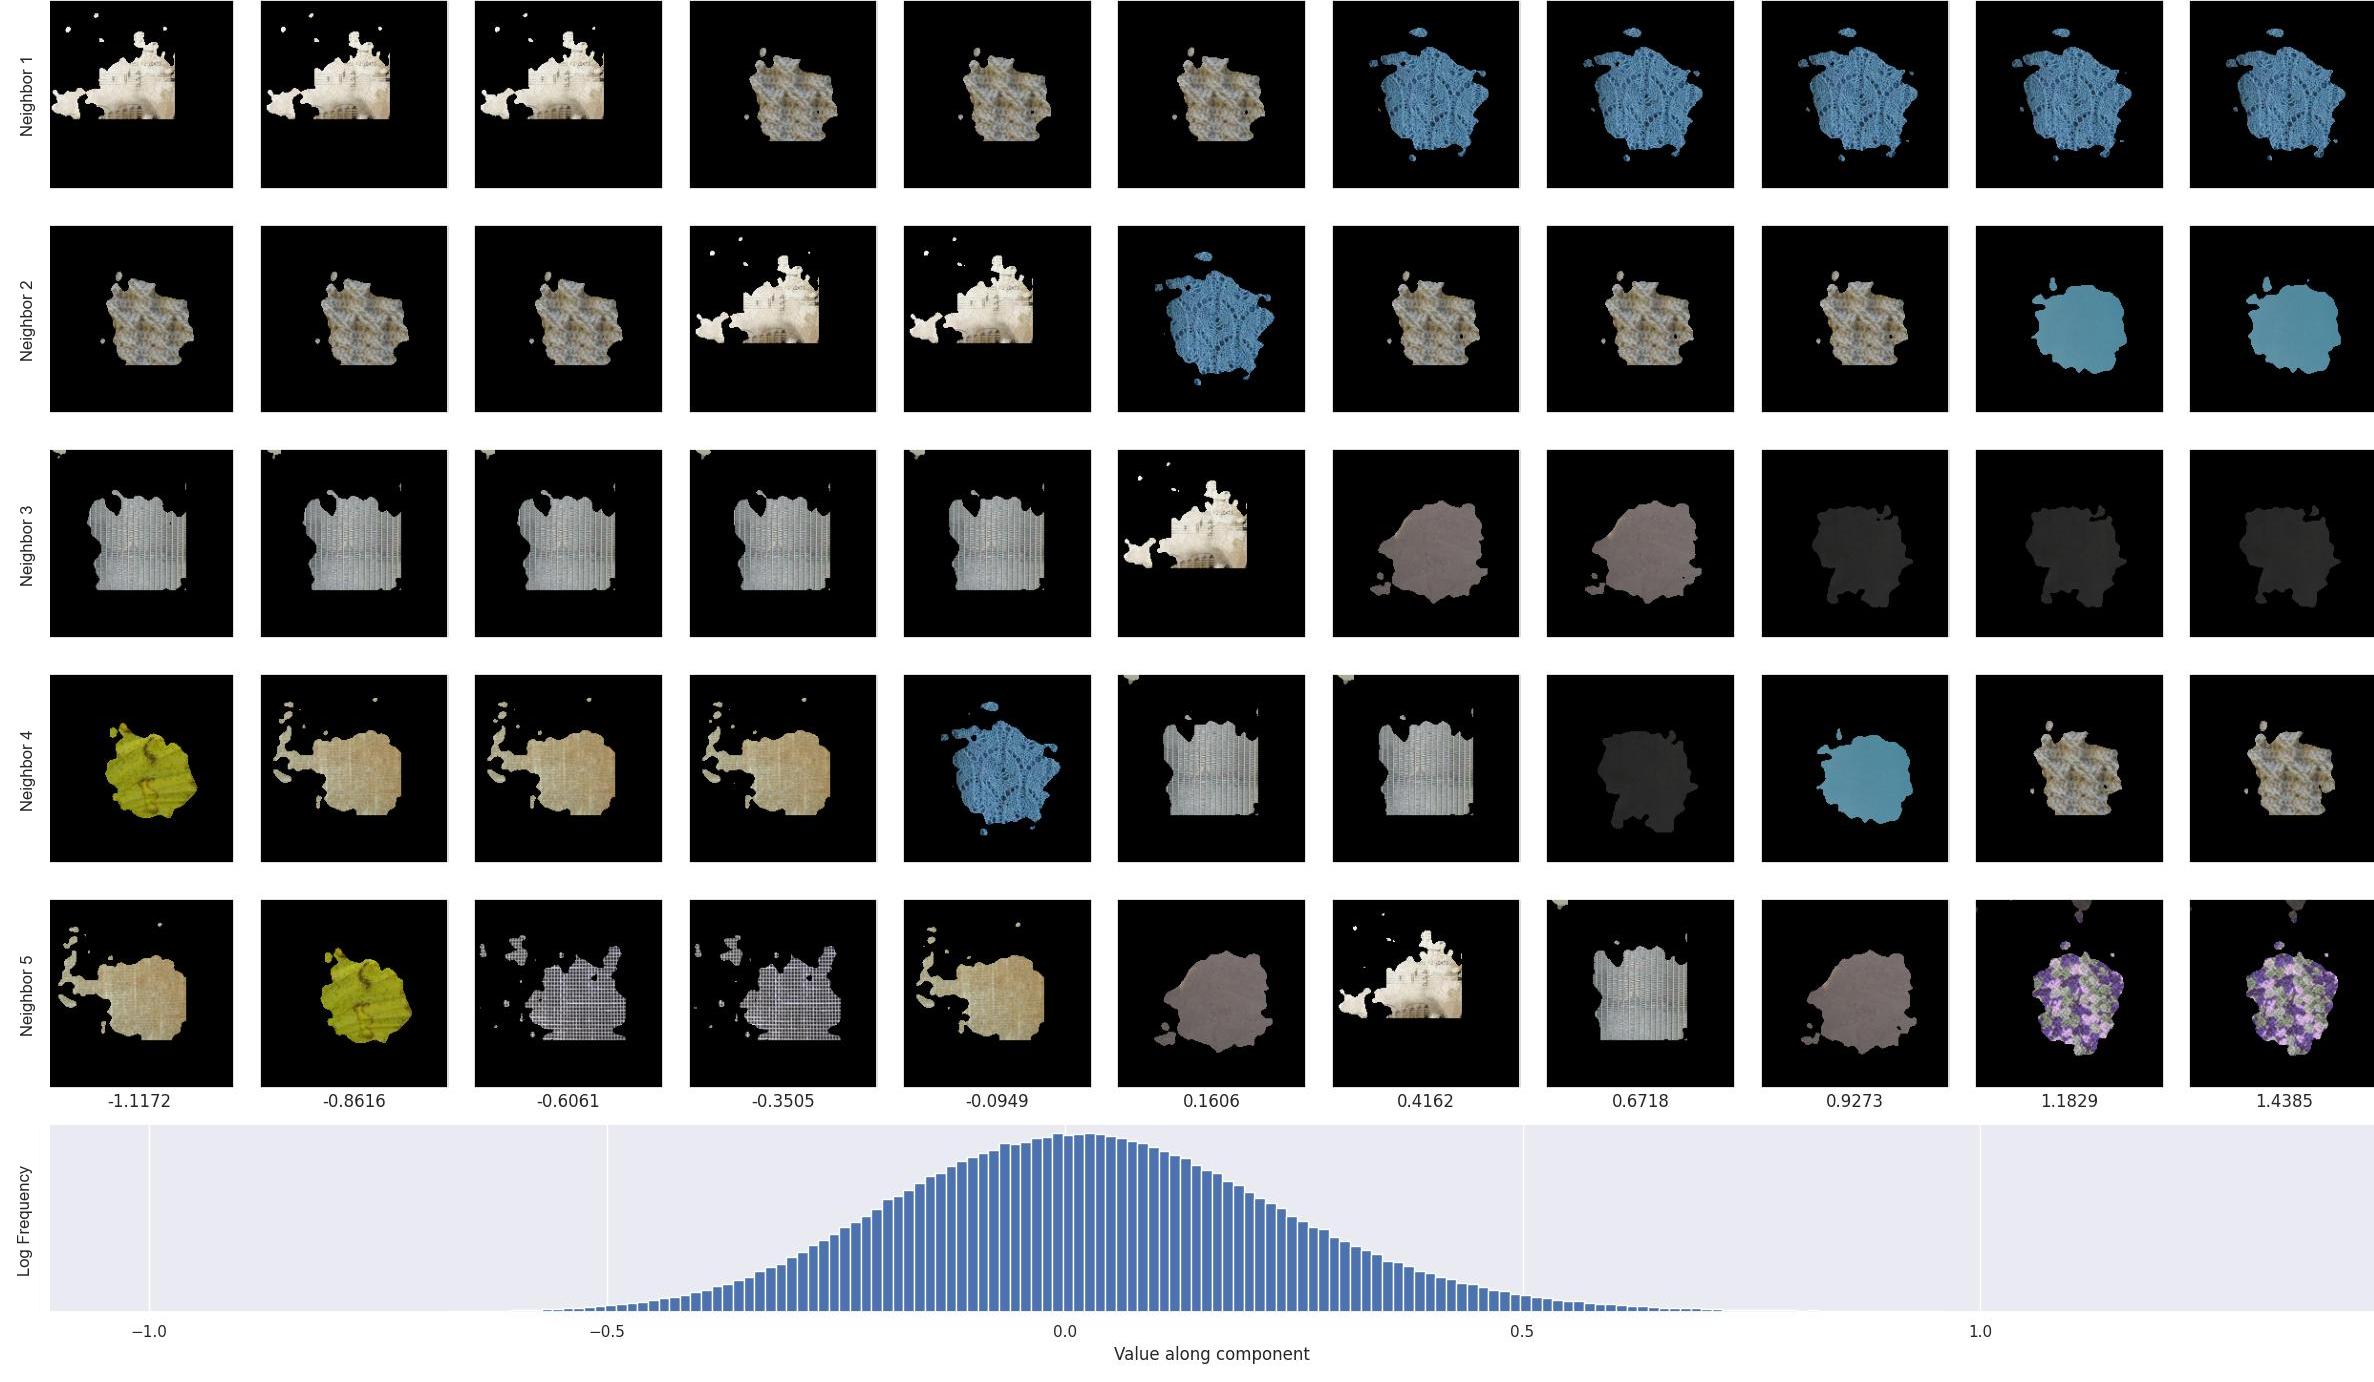 Neighbor 1
Neighbor 2
Neighbor 3
Neighbor 4
Neighbor 5
-1.1172 -0.8616 -0.6061 -0.3505 -0.0949 0.1606 0.4162 0.6718 0.9273 1.1829 1.4385
Log Frequency
−1.0 −0.5 0.0 0.5 1.0
Value along component